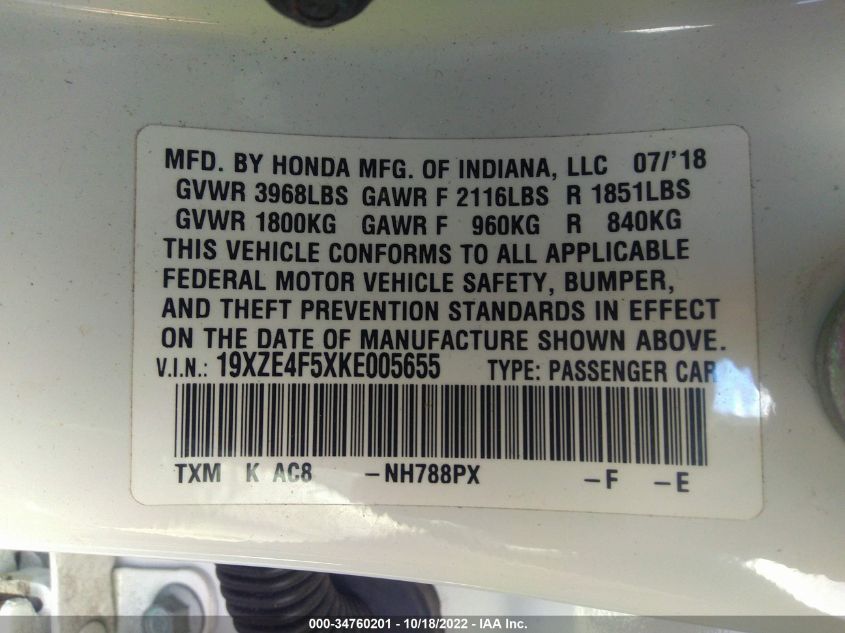 MFD. BY HONDA MFG. OF INDIANA, LLC 07/'18
GVWR 3968LBS GAWR F 2116LBS R 1851LBS
GVWR 1800KG GAWR F 960KG R 840KG
THIS VEHICLE CONFORMS TO ALL APPLICABLE
FEDERAL MOTOR VEHICLE SAFETY, BUMPER,
AND THEFT PREVENTION STANDARDS IN EFFECT
ON THE DATE OF MANUFACTURE SHOWN ABOVE.
V.I.N.: 19XZE4F5XKE005655 TYPE: PASSENGER CAR
TXM K AC8 -NH788PX -F -E
000-34760201 - 10/18/2022 - IAA Inc.